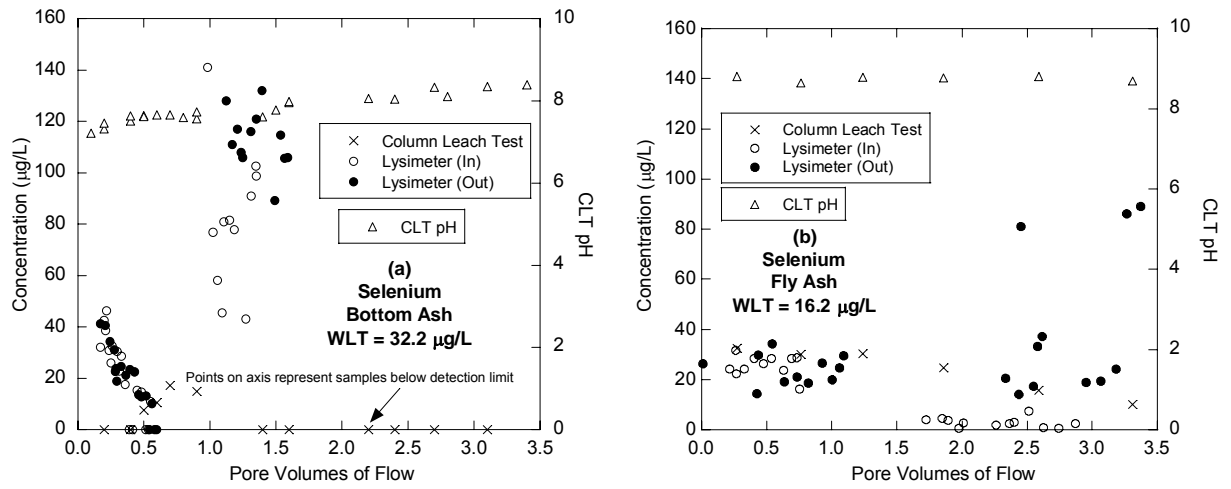 160
140
120
100
80
60
40
20
0
Concentration (µg/L)
10
8
6
4
2
0
CLT pH
Column Leach Test
Lysimeter (In)
Lysimeter (Out)
CLT pH
(a)
Selenium
Bottom Ash
WLT = 32.2 µg/L
Points on axis represent samples below detection limit
0.0 0.5 1.0 1.5 2.0 2.5 3.0 3.5
Pore Volumes of Flow
160
140
120
100
80
60
40
20
0
Concentration (µg/L)
10
8
6
4
2
0
CLT pH
Column Leach Test
Lysimeter (In)
Lysimeter (Out)
CLT pH
(b)
Selenium
Fly Ash
WLT = 16.2 µg/L
0.0 0.5 1.0 1.5 2.0 2.5 3.0 3.5
Pore Volumes of Flow